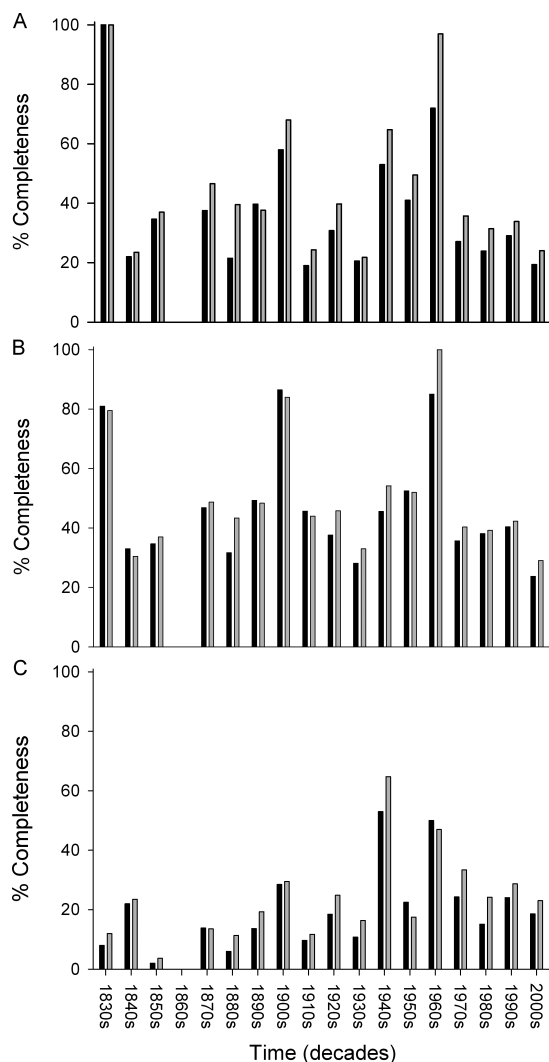 A
% Completeness
100
80
60
40
20
0
B
% Completeness
100
80
60
40
20
0
C
% Completeness
100
80
60
40
20
0
1830s
1840s
1850s
1860s
1870s
1880s
1890s
1900s
1910s
1920s
1930s
1940s
1950s
1960s
1970s
1980s
1990s
2000s
Time (decades)